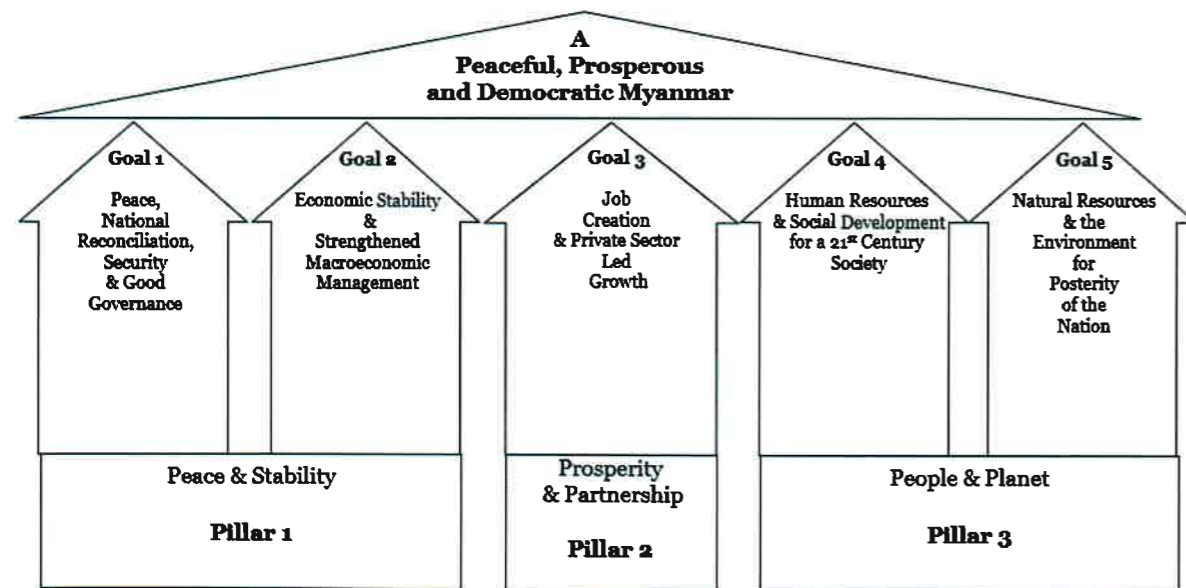 A
Peaceful, Prosperous
and Democratic Myanmar
Goal 1
Peace,
National
Reconciliation,
Security
& Good
Governance
Goal 2
Economic Stability
&
Strengthened
Macroeconomic
Management
Goal 3
Job
Creation
& Private Sector
Led
Growth
Goal 4
Human Resources
& Social Development
for a 21st Century
Society
Goal 5
Natural Resources
& the
Environment
for
Posterity
of the
Nation
Peace & Stability
Pillar 1
Prosperity
& Partnership
Pillar 2
People & Planet
Pillar 3